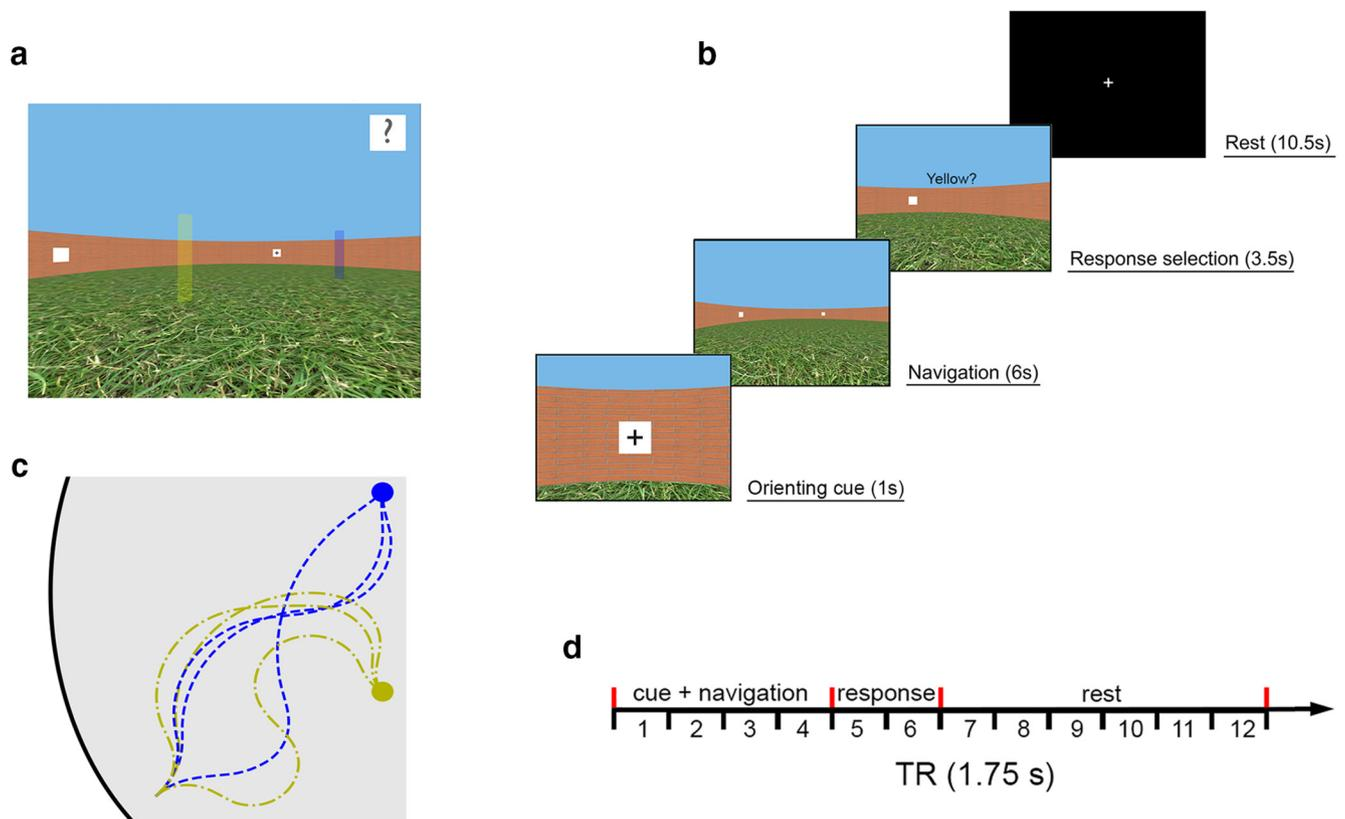 a
?
b
+
Rest (10.5s)
Yellow?
Response selection (3.5s)
Navigation (6s)
+
Orienting cue (1s)
c
d
cue + navigation response rest
1 2 3 4 5 6 7 8 9 10 11 12
TR (1.75 s)